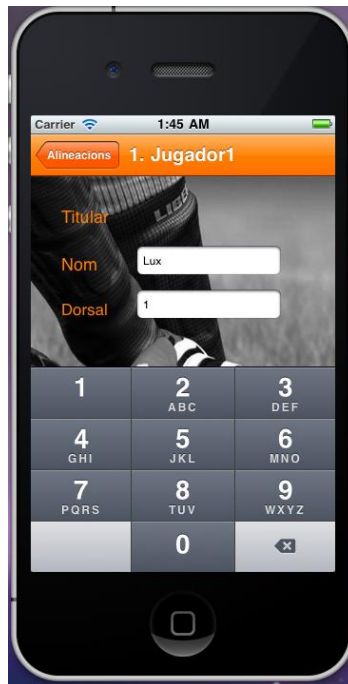 Carrier 1:45 AM
Alineacions 1. Jugador1
Titular
Nom Lux
Dorsal 1
1 2 3
ABC DEF
4 5 6
GHI JKL MNO
7 8 9
PQRS TUV WXYZ
0